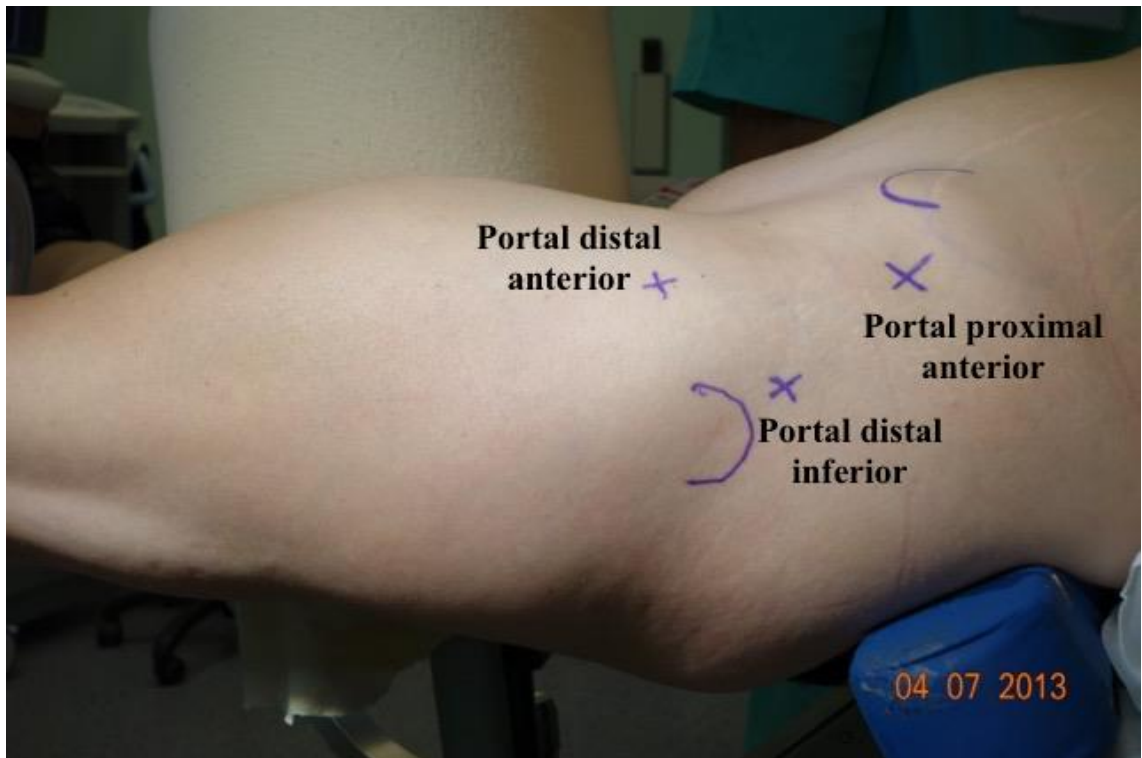 Portal distal
anterior
Portal proximal
anterior
Portal distal
inferior
04 07 2013